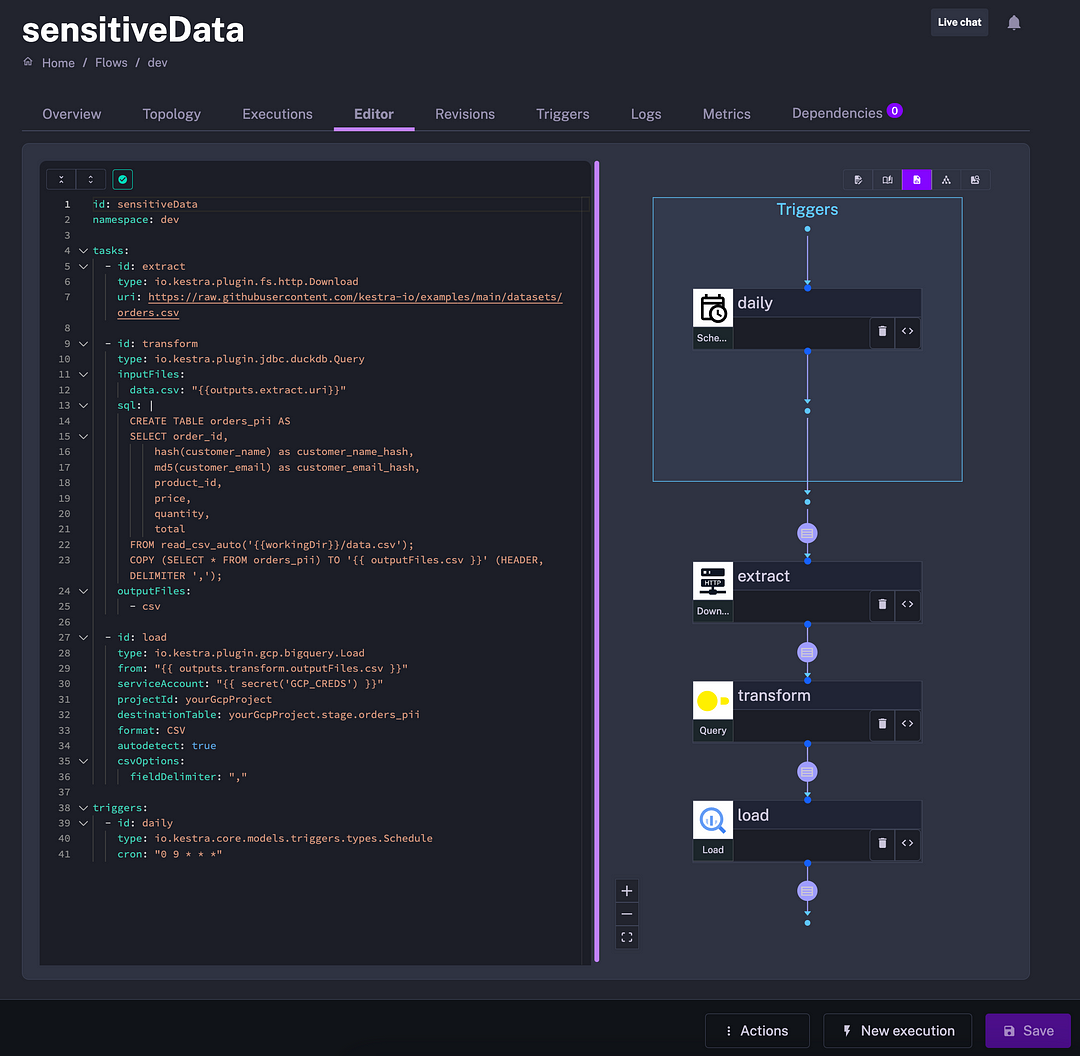 sensitiveData
Live chat
Home / Flows / dev
Overview
Topology
Executions
Editor
Revisions
Triggers
Logs
Metrics
Dependencies 0
1 id: sensitiveData
2 namespace: dev
3
4 tasks:
5 - id: extract
6 type: io.kestra.plugin.fs.http.Download
7 uri: https://raw.githubusercontent.com/kestra-io/examples/main/datasets/
orders.csv
8
9 - id: transform
10 type: io.kestra.plugin.jdbc.duckdb.Query
11 inputFiles:
12 data.csv: "{{outputs.extract.uri}}"
13 sql: |
14 CREATE TABLE orders_pii AS
15 SELECT order_id,
16 hash(customer_name) as customer_name_hash,
17 md5(customer_email) as customer_email_hash,
18 product_id,
19 price,
20 quantity,
21 total
22 FROM read_csv_auto('{{workingDir}}/data.csv');
23 COPY (SELECT * FROM orders_pii) TO '{{ outputFiles.csv }}' (HEADER,
DELIMITER ',');
24 outputFiles:
25 - csv
26
27 - id: load
28 type: io.kestra.plugin.gcp.bigquery.Load
29 from: "{{ outputs.transform.outputFiles.csv }}"
30 serviceAccount: "{{ secret('GCP_CREDS') }}"
31 projectId: yourGcpProject
32 destinationTable: yourGcpProject.stage.orders_pii
33 format: CSV
34 autodetect: true
35 csvOptions:
36 fieldDelimiter: ","
37
38 triggers:
39 - id: daily
40 type: io.kestra.core.models.triggers.types.Schedule
41 cron: "0 9 * * *"
Triggers
daily
Sche...
extract
HTTP
Down...
transform
Query
load
Load
Actions
New execution
Save